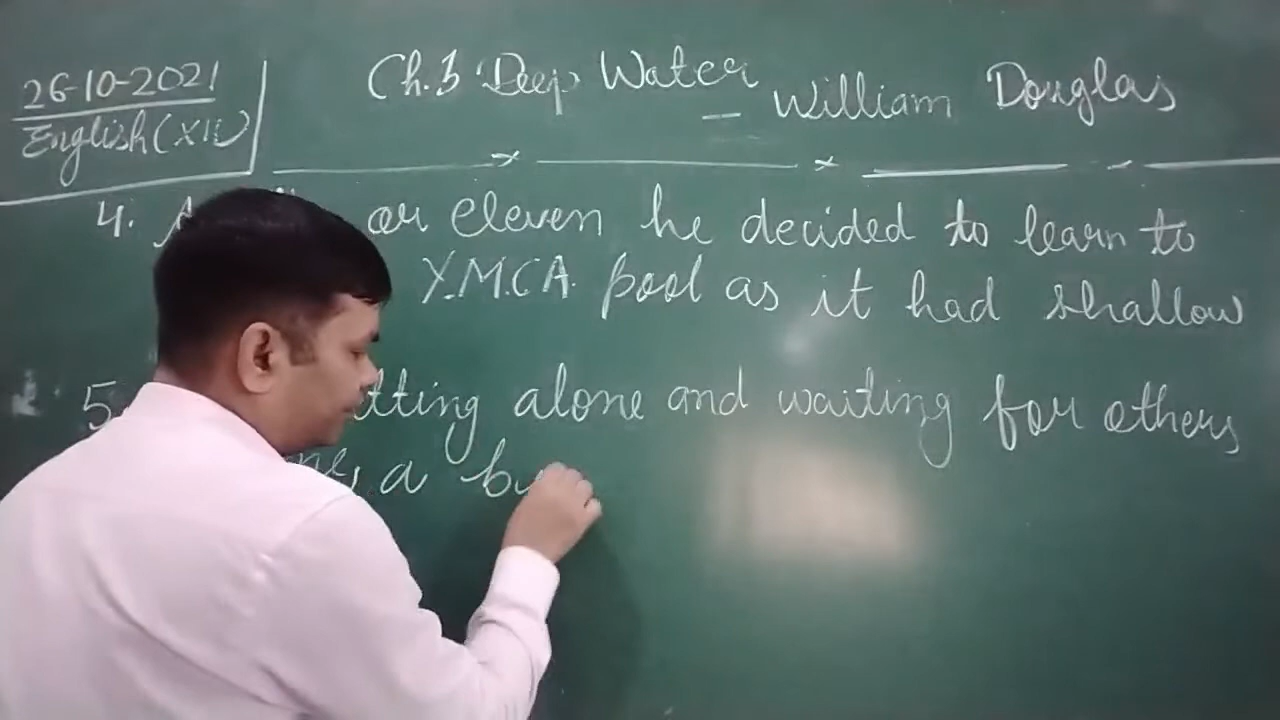 26-10-2021
English (XII)
Ch.3 'Deep Water
– William Douglas
4. or eleven he decided to learn to
Y.M.C.A. pool as it had shallow
5. tting alone and waiting for others
a